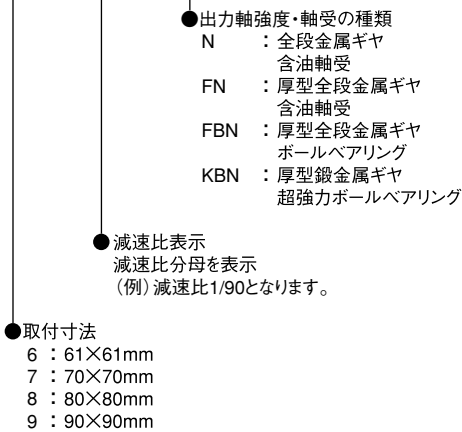 ●出力軸強度・軸受の種類
N ：全段金属ギヤ
含油軸受
FN ：厚型全段金属ギヤ
含油軸受
FBN ：厚型全段金属ギヤ
ボールベアリング
KBN ：厚型鍛金属ギヤ
超強力ボールベアリング
●減速比表示
減速比分母を表示
（例）減速比1/90となります。
●取付寸法
6 ：61×61mm
7 ：70×70mm
8 ：80×80mm
9 ：90×90mm